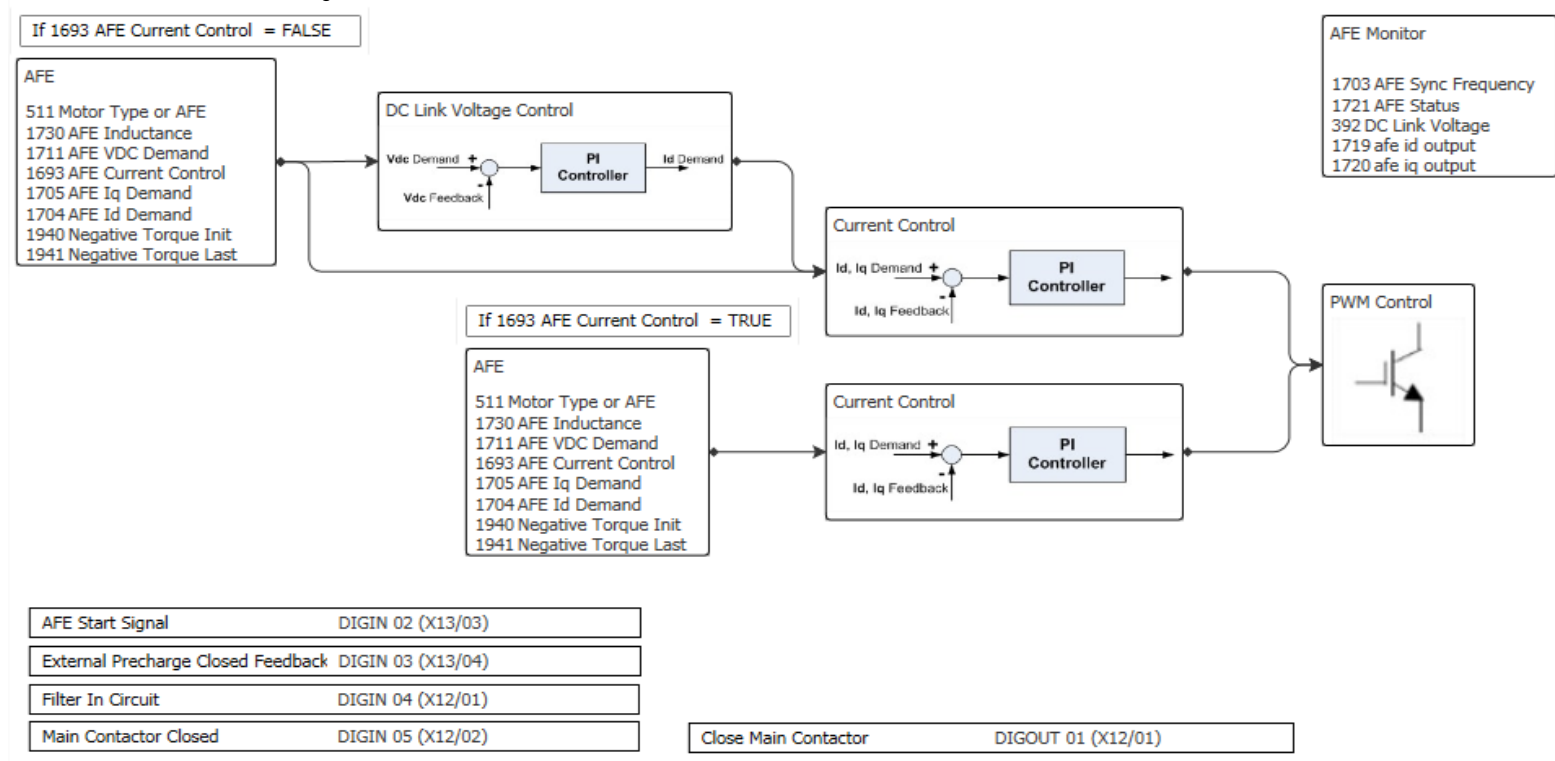 If 1693 AFE Current Control = FALSE
AFE
511 Motor Type or AFE
1730 AFE Inductance
1711 AFE VDC Demand
1693 AFE Current Control
1705 AFE Iq Demand
1704 AFE Id Demand
1940 Negative Torque Init
1941 Negative Torque Last
DC Link Voltage Control
Vdc Demand +
-
Vdc Feedback
PI
Controller
Id Demand
AFE Monitor
1703 AFE Sync Frequency
1721 AFE Status
392 DC Link Voltage
1719 afe id output
1720 afe iq output
Current Control
Id, Iq Demand +
-
Id, Iq Feedback
PI
Controller
PWM Control
If 1693 AFE Current Control = TRUE
AFE
511 Motor Type or AFE
1730 AFE Inductance
1711 AFE VDC Demand
1693 AFE Current Control
1705 AFE Iq Demand
1704 AFE Id Demand
1940 Negative Torque Init
1941 Negative Torque Last
Current Control
Id, Iq Demand +
-
Id, Iq Feedback
PI
Controller
AFE Start Signal DIGIN 02 (X13/03)
External Precharge Closed Feedback DIGIN 03 (X13/04)
Filter In Circuit DIGIN 04 (X12/01)
Main Contactor Closed DIGIN 05 (X12/02)
Close Main Contactor DIGOUT 01 (X12/01)